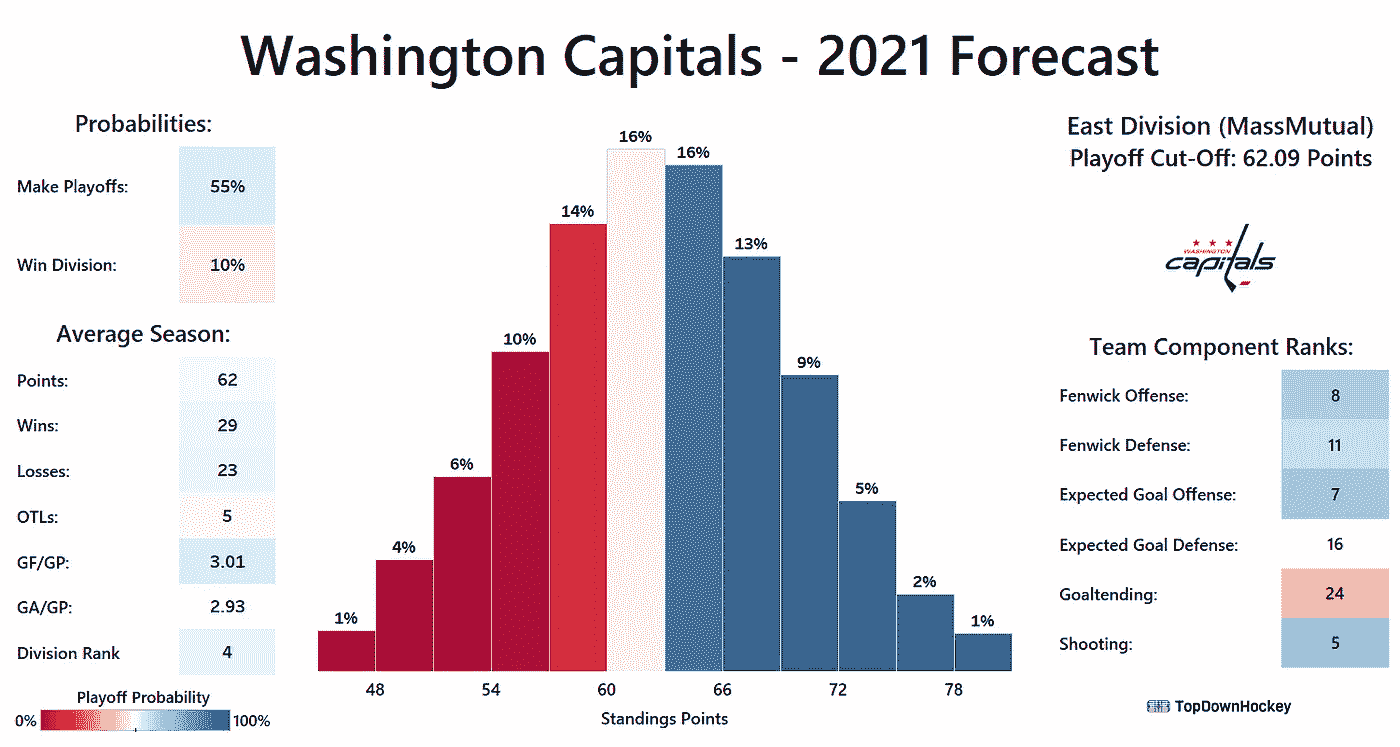 Washington Capitals - 2021 Forecast
Probabilities:
Make Playoffs: 55%
Win Division: 10%
Average Season:
Points: 62
Wins: 29
Losses: 23
OTLs: 5
GF/GP: 3.01
GA/GP: 2.93
Division Rank 4
Playoff Probability
0% 100%
1%
4%
6%
10%
14%
16%
16%
13%
9%
5%
2%
1%
48 54 60 66 72 78
Standings Points
East Division (MassMutual)
Playoff Cut-Off: 62.09 Points
WASHINGTON
capitals
Team Component Ranks:
Fenwick Offense: 8
Fenwick Defense: 11
Expected Goal Offense: 7
Expected Goal Defense: 16
Goaltending: 24
Shooting: 5
TopDownHockey